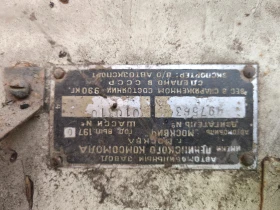 АВТОМОБИЛЬНЫЙ ЗАВОД
ИМЕНИ
ЛЕНИНСКОГО КОМСОМОЛА
Г. МОСКВА
АВТОМОБИЛЬ МОСКВИЧ ГОД ВЫП. 197
ДВИГАТЕЛЬ № ШАССИ №
ВЕС В СНАРЯЖЕННОМ СОСТОЯНИИ-990 КГ.
СДЕЛАНО В СССР
ЭКСПОРТЕР: В/О АВТОЭКСПОРТ